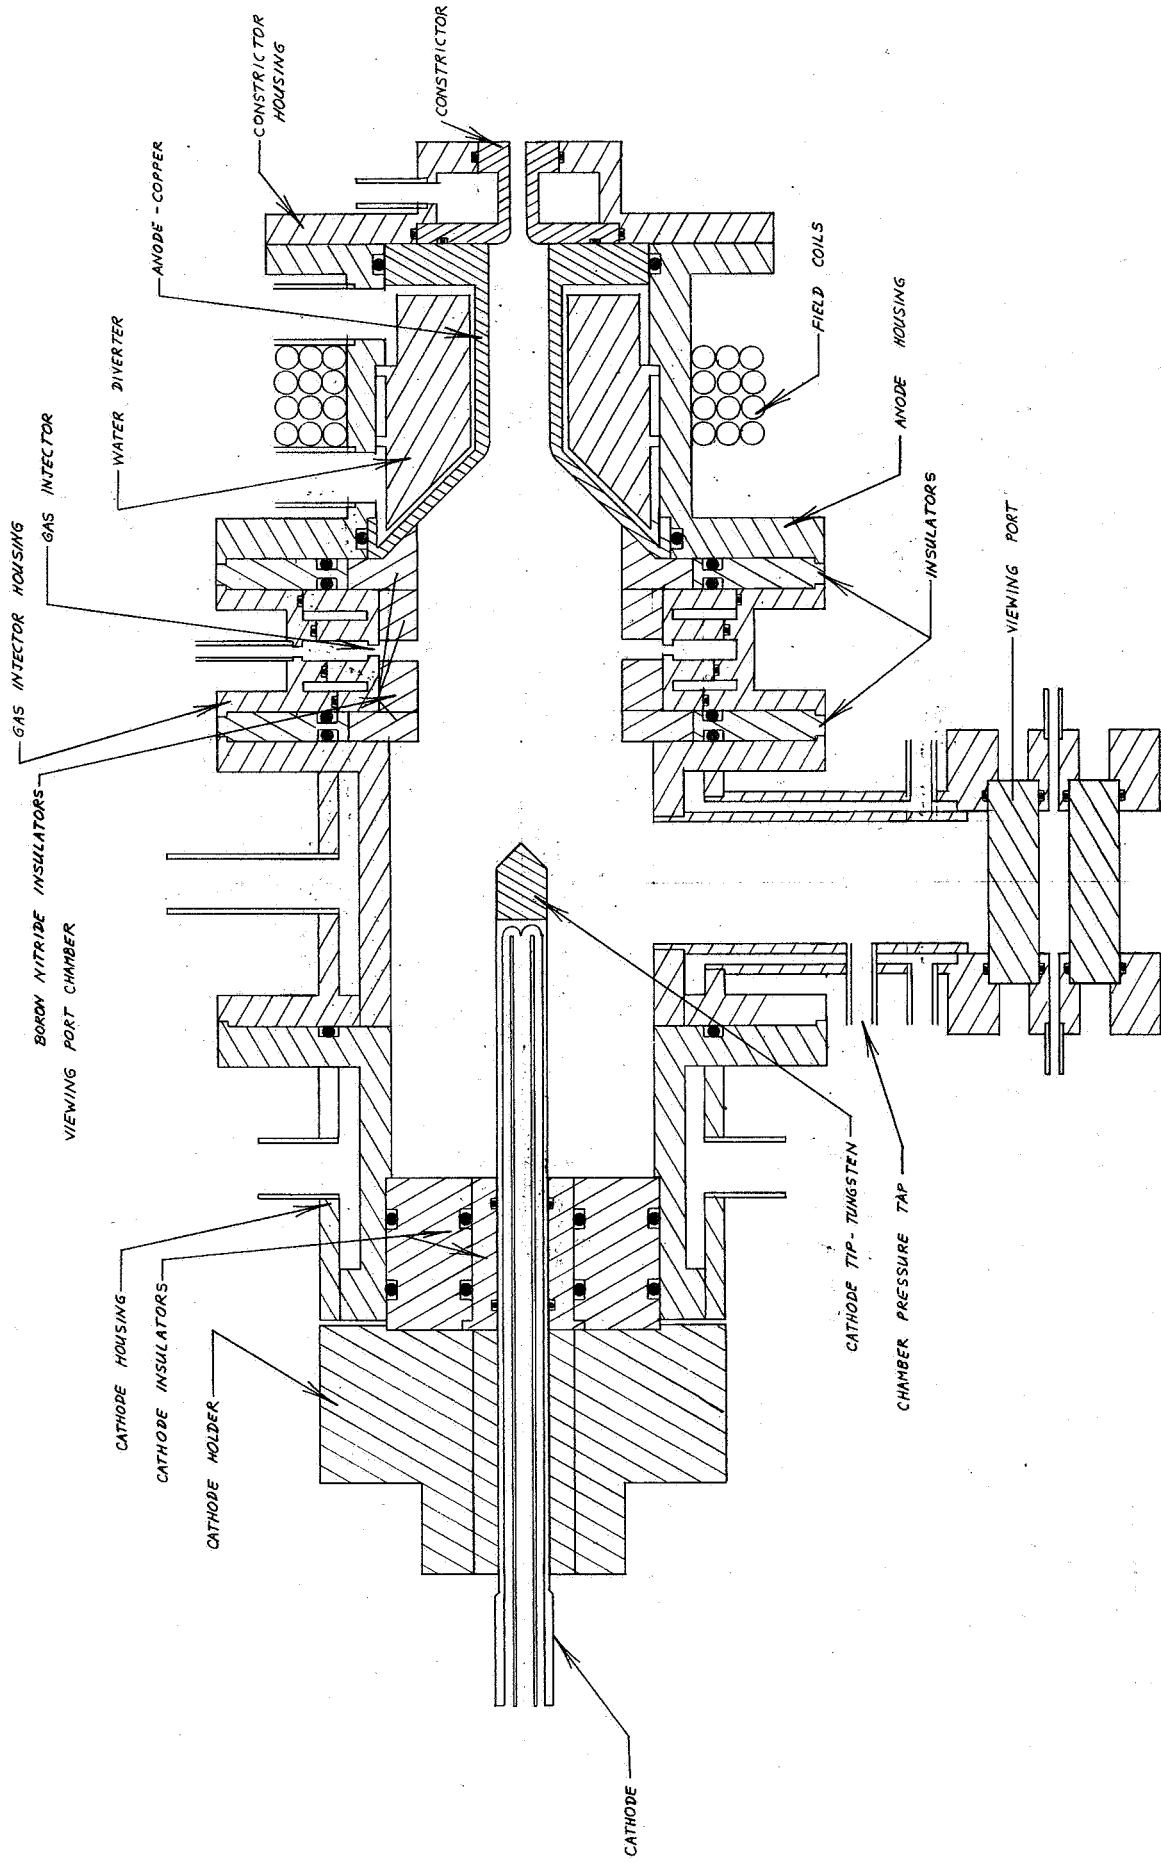 CONSTRICTOR
HOUSING
CONSTRICTOR
ANODE-COPPER
WATER DIVERTER
GAS INJECTOR
GAS INJECTOR HOUSING
BORON NITRIDE INSULATORS
VIEWING PORT CHAMBER
CATHODE HOUSING
CATHODE INSULATORS
CATHODE HOLDER
CATHODE
FIELD COILS
ANODE HOUSING
INSULATORS
VIEWING PORT
CATHODE TIP-TUNGSTEN
CHAMBER PRESSURE TAP